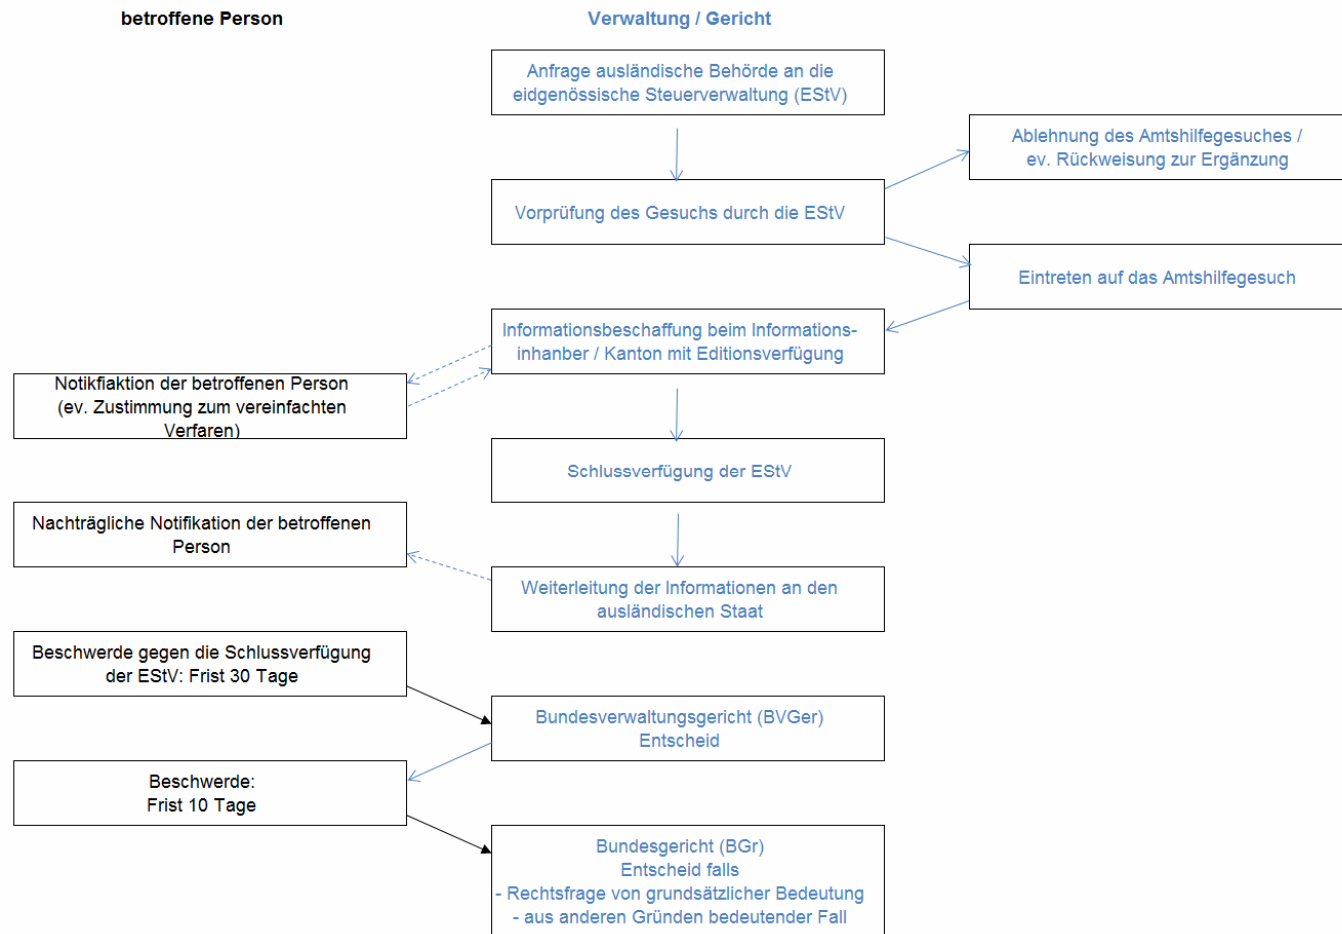 betroffene Person
Verwaltung / Gericht
Anfrage ausländische Behörde an die
eidgenössische Steuerverwaltung (EStV)
Ablehnung des Amtshilfegesuches /
ev. Rückweisung zur Ergänzung
Vorprüfung des Gesuchs durch die EStV
Eintreten auf das Amtshilfegesuch
Informationsbeschaffung beim Informations-
inhanber / Kanton mit Editionsverfügung
Notikfiaktion der betroffenen Person
(ev. Zustimmung zum vereinfachten
Verfaren)
Schlussverfügung der EStV
Nachträgliche Notifikation der betroffenen
Person
Weiterleitung der Informationen an den
ausländischen Staat
Beschwerde gegen die Schlussverfügung
der EStV: Frist 30 Tage
Bundesverwaltungsgericht (BVGer)
Entscheid
Beschwerde:
Frist 10 Tage
Bundesgericht (BGr)
Entscheid falls
- Rechtsfrage von grundsätzlicher Bedeutung
- aus anderen Gründen bedeutender Fall